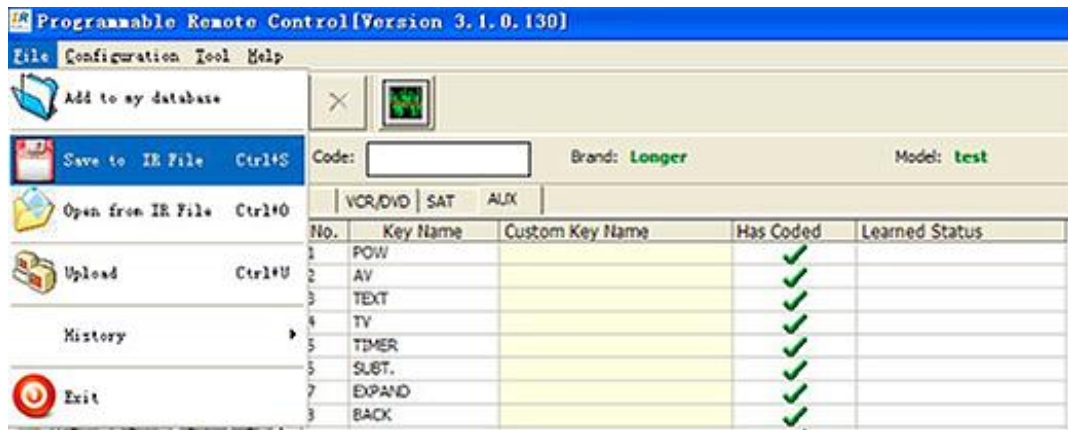 IR Programmable Remote Control[Version 3.1.0.130]
File Configuration Tool Help
Add to my database
Save to IR File Ctrl+S
Open from IR File Ctrl+O
Upload Ctrl+U
History
Exit
Code: Brand: Longer Model: test
VCR/DVD SAT AUX
No. Key Name Custom Key Name Has Coded Learned Status
1 POW
2 AV
3 TEXT
4 TV
5 TIMER
6 SUBT.
7 EXPAND
8 BACK